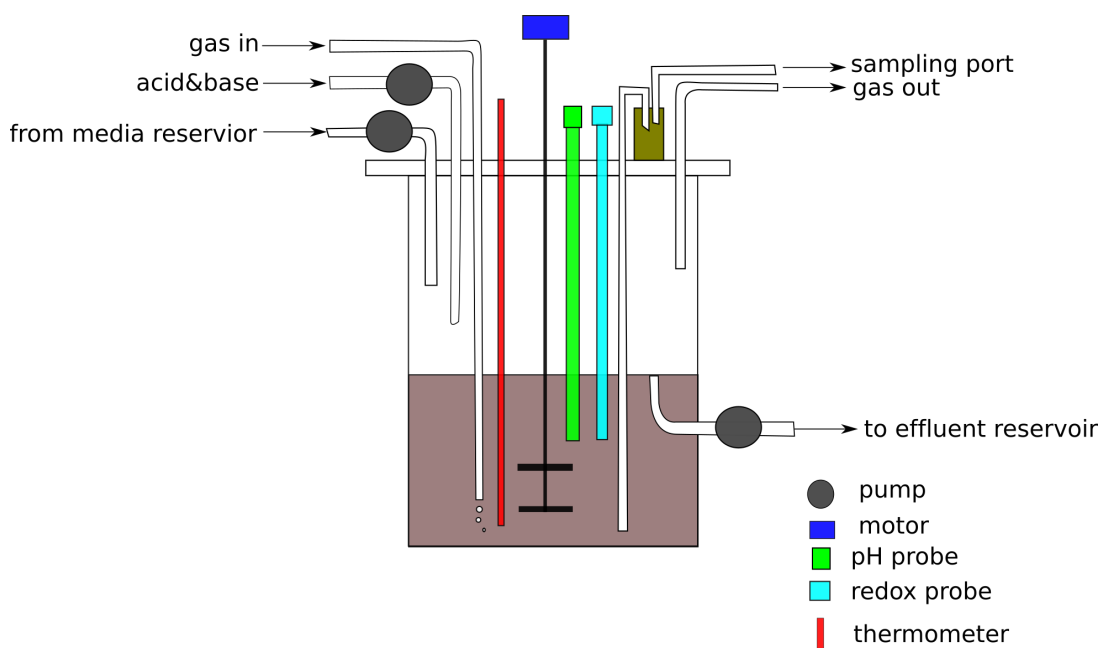 gas in
acid&base
from media reservior
sampling port
gas out
to effluent reservoir
pump
motor
pH probe
redox probe
thermometer